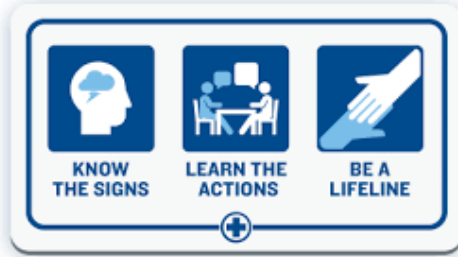 KNOW
THE SIGNS
LEARN THE
ACTIONS
BE A
LIFELINE